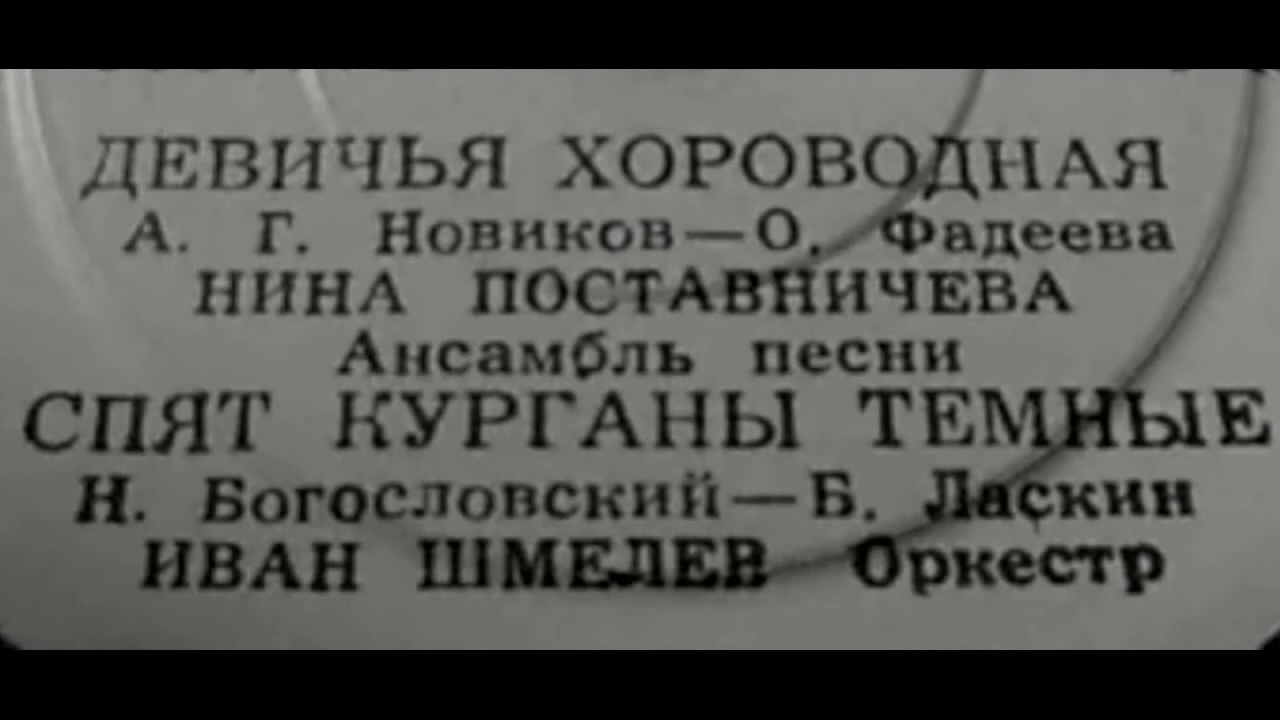 ДЕВИЧЬЯ ХОРОВОДНАЯ
А. Г. Новиков—О. Фадеева
НИНА ПОСТАВНИЧЕВА
Ансамбль песни
СПЯТ КУРГАНЫ ТЕМНЫЕ
Н. Богословский—Б. Ласкин
ИВАН ШМЕЛЕВ Оркестр